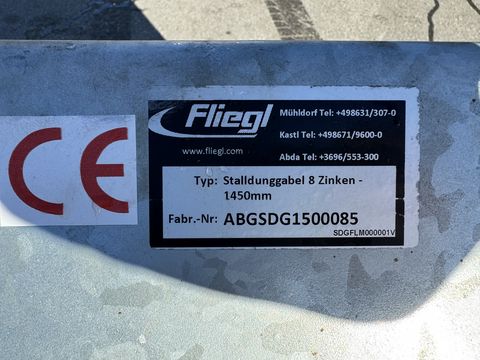 CE
Fliegl
www.fliegl.com
Mühldorf Tel: +498631/307-0
Kastl Tel: +498671/9600-0
Abda Tel: +3696/553-300
Typ: Stalldunggabel 8 Zinken -
1450mm
Fabr.-Nr: ABGSDG1500085
SDGFLM000001V